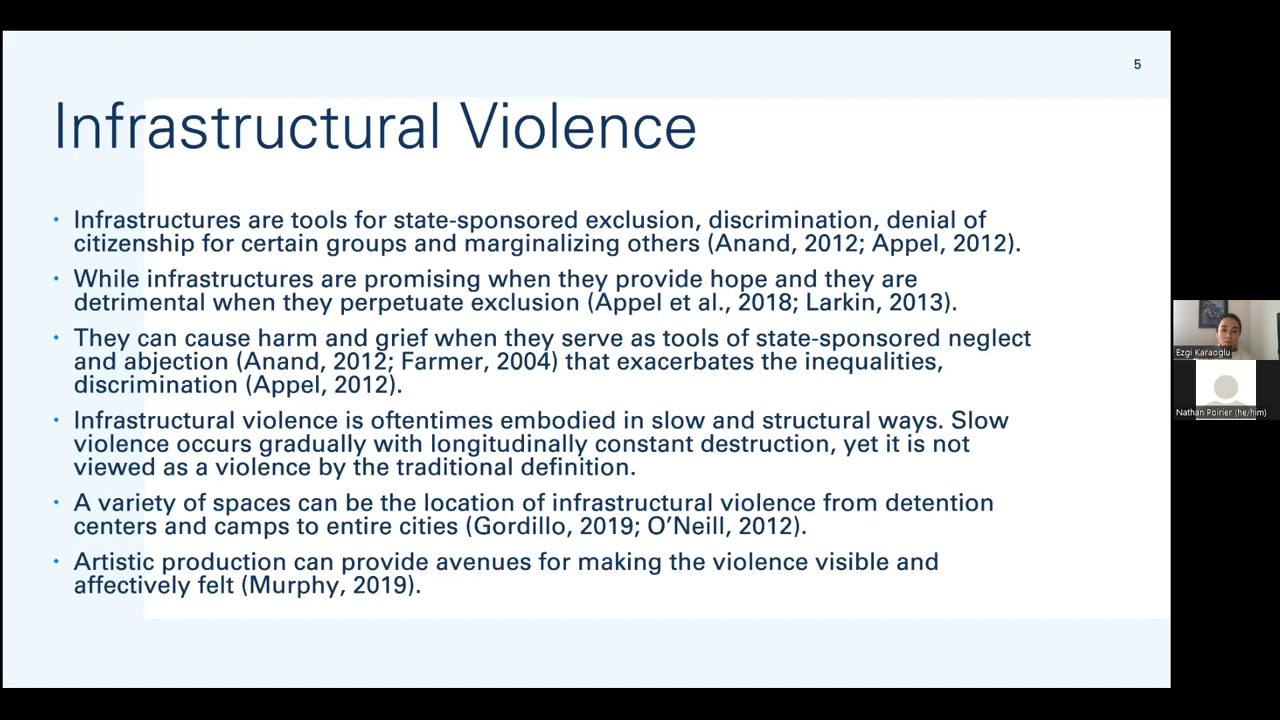 5
Infrastructural Violence
• Infrastructures are tools for state-sponsored exclusion, discrimination, denial of
citizenship for certain groups and marginalizing others (Anand, 2012; Appel, 2012).
• While infrastructures are promising when they provide hope and they are
detrimental when they perpetuate exclusion (Appel et al., 2018; Larkin, 2013).
• They can cause harm and grief when they serve as tools of state-sponsored neglect
and abjection (Anand, 2012; Farmer, 2004) that exacerbates the inequalities,
discrimination (Appel, 2012).
• Infrastructural violence is oftentimes embodied in slow and structural ways. Slow
violence occurs gradually with longitudinally constant destruction, yet it is not
viewed as a violence by the traditional definition.
• A variety of spaces can be the location of infrastructural violence from detention
centers and camps to entire cities (Gordillo, 2019; O’Neill, 2012).
• Artistic production can provide avenues for making the violence visible and
affectively felt (Murphy, 2019).
Ezgi Karaoglu
Nathan Poirier (he/him)